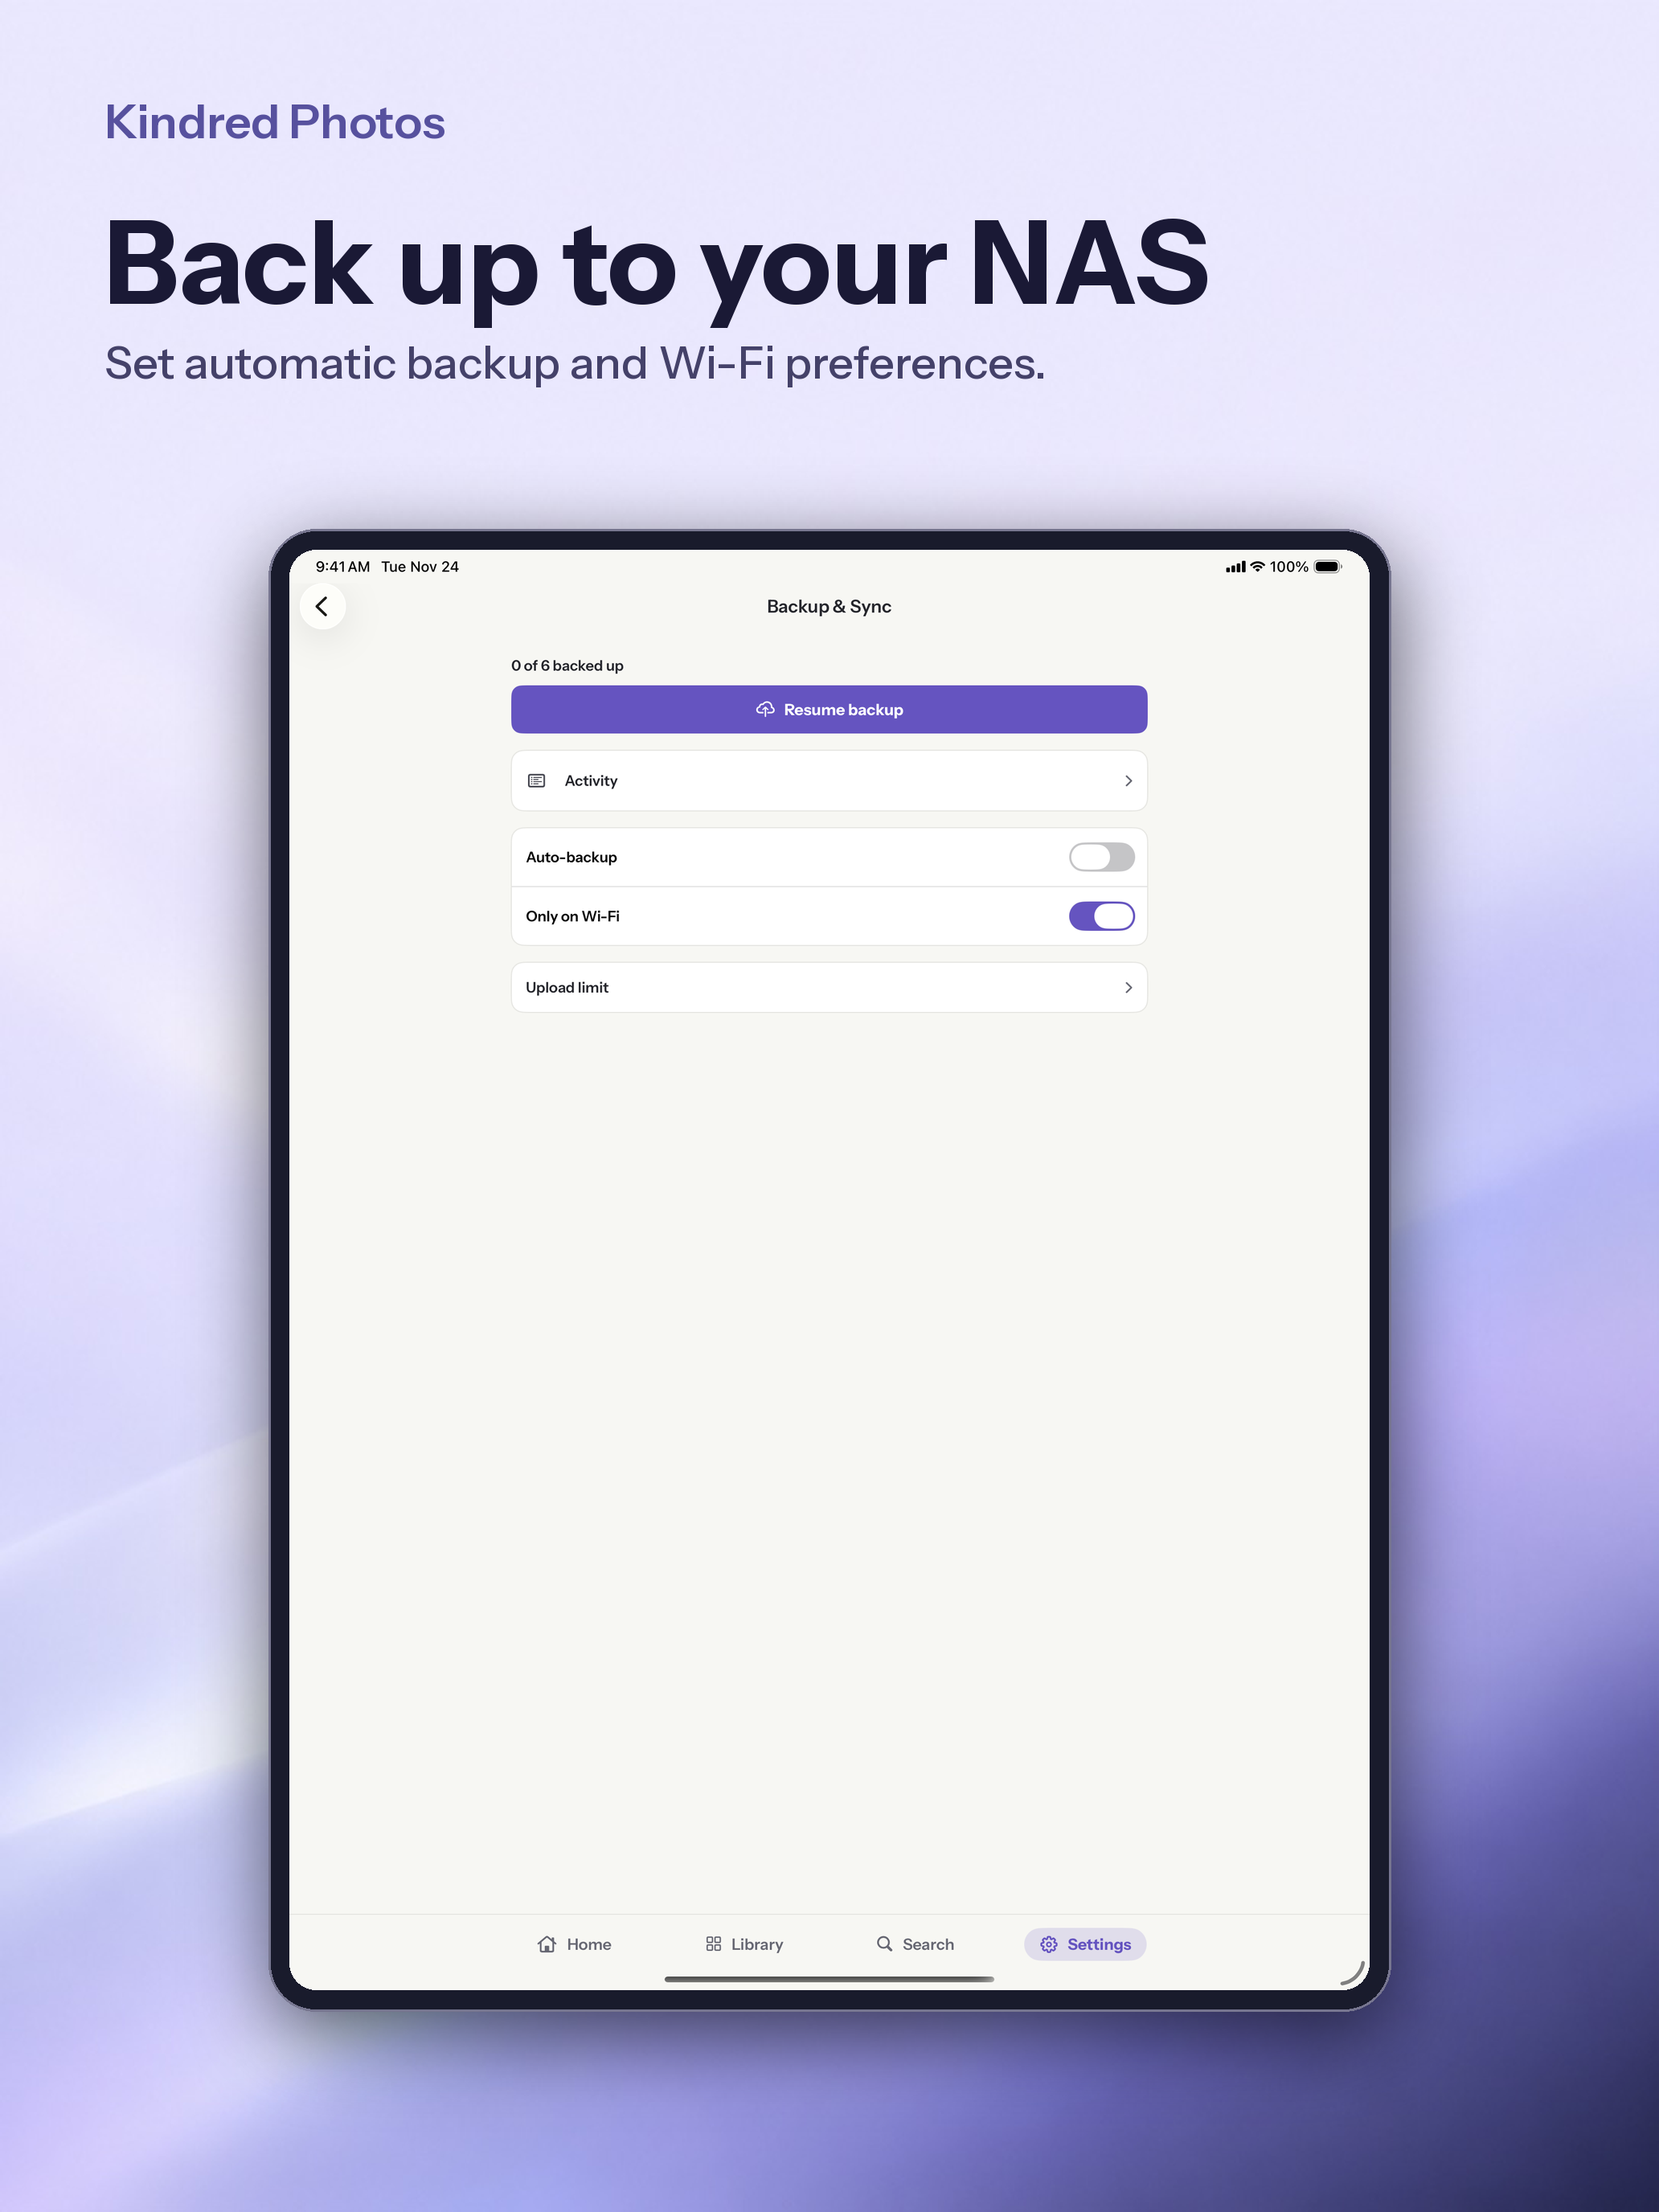 Kindred Photos
Back up to your NAS
Set automatic backup and Wi-Fi preferences.
9:41 AM Tue Nov 24
100%
Backup & Sync
0 of 6 backed up
Resume backup
Activity
Auto-backup
Only on Wi-Fi
Upload limit
Home Library Search Settings